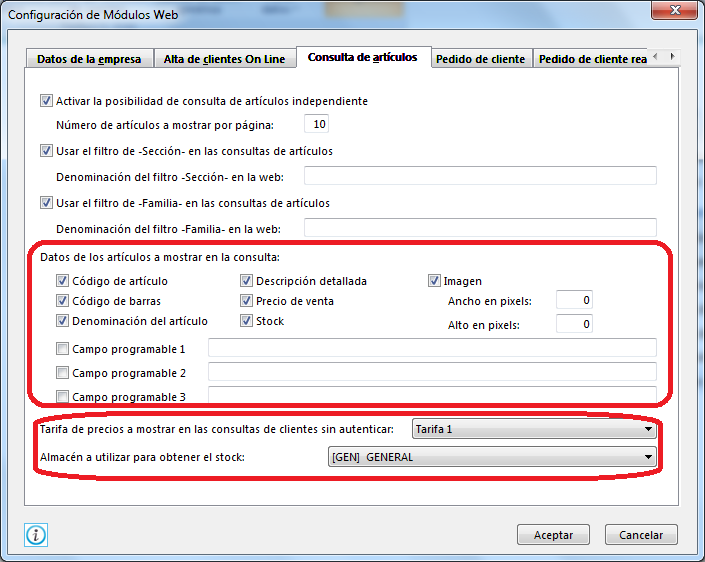 Configuración de Módulos Web
Datos de la empresa
Alta de clientes On Line
Consulta de artículos
Pedido de cliente
Pedido de cliente rea
Activar la posibilidad de consulta de artículos independiente
Número de artículos a mostrar por página: 10
Usar el filtro de -Sección- en las consultas de artículos
Denominación del filtro -Sección- en la web:
Usar el filtro de -Familia- en las consultas de artículos
Denominación del filtro -Familia- en la web:
Datos de los artículos a mostrar en la consulta:
Código de artículo
Descripción detallada
Imagen
Código de barras
Precio de venta
Ancho en pixels: 0
Denominación del artículo
Stock
Alto en pixels: 0
Campo programable 1
Campo programable 2
Campo programable 3
Tarifa de precios a mostrar en las consultas de clientes sin autenticar: Tarifa 1
Almacén a utilizar para obtener el stock: [GEN] GENERAL
Aceptar
Cancelar